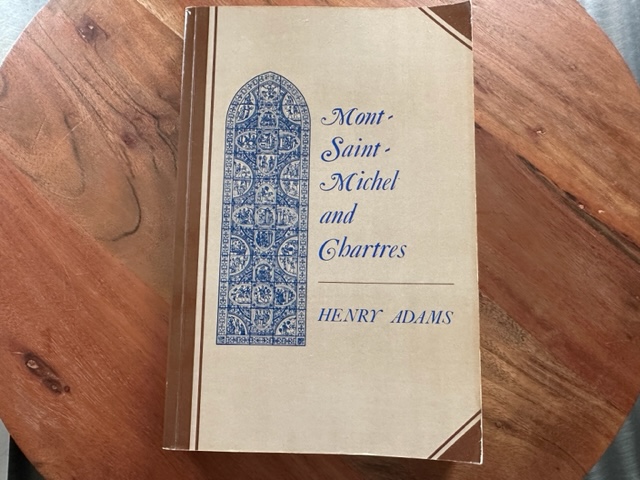 Mont-
Saint-
Michel
and
Chartres
HENRY ADAMS